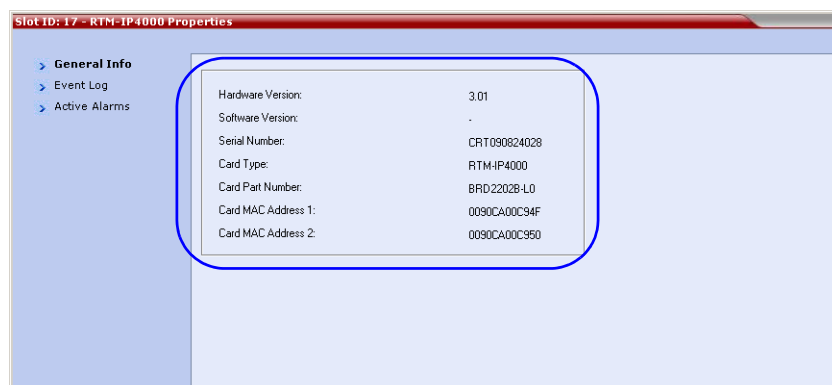 Slot ID: 17 - RTM-IP4000 Properties
General Info
Event Log
Active Alarms
Hardware Version: 3.01
Software Version: -
Serial Number: CRT090824028
Card Type: RTM-IP4000
Card Part Number: BRD2202B-L0
Card MAC Address 1: 0090CA00C94F
Card MAC Address 2: 0090CA00C950